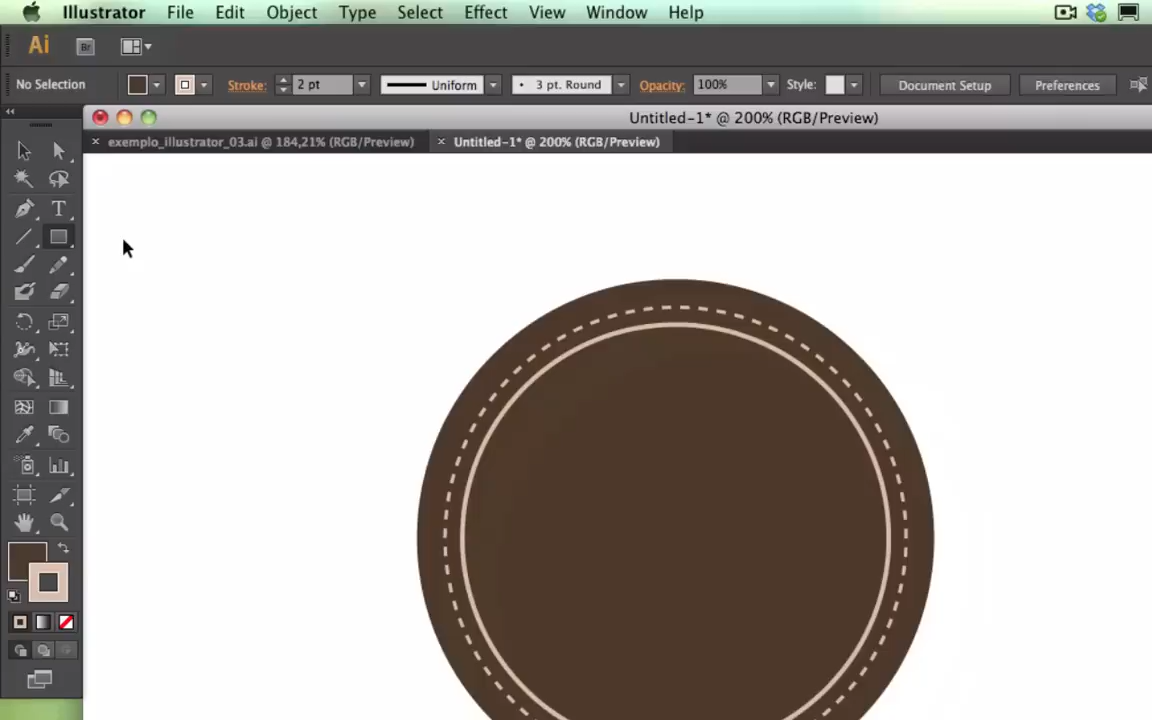 Illustrator File Edit Object Type Select Effect View Window Help
Ai Br
No Selection Stroke: 2 pt Uniform 3 pt. Round Opacity: 100% Style: Document Setup Preferences
Untitled-1* @ 200% (RGB/Preview)
exemplo_illustrator_03.ai @ 184,21% (RGB/Preview) Untitled-1* @ 200% (RGB/Preview)
T